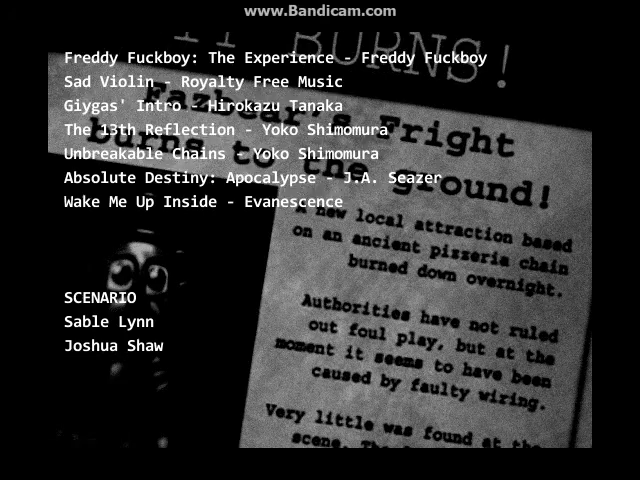 www.Bandicam.com
IT BURNS!
Freddy Fuckboy: The Experience - Freddy Fuckboy
Sad Violin - Royalty Free Music
Giygas' Intro - Hirokazu Tanaka
The 13th Reflection - Yoko Shimomura
Unbreakable Chains - Yoko Shimomura
Absolute Destiny: Apocalypse - J.A. Seazer
Wake Me Up Inside - Evanescence
SCENARIO
Sable Lynn
Joshua Shaw
Fazbear's Fright
burns to the ground!
A new local attraction based
on an ancient pizzeria chain
burned down overnight.
Authorities have not ruled
out foul play, but at the
moment it seems to have been
caused by faulty wiring.
Very little was found at the
scene. The